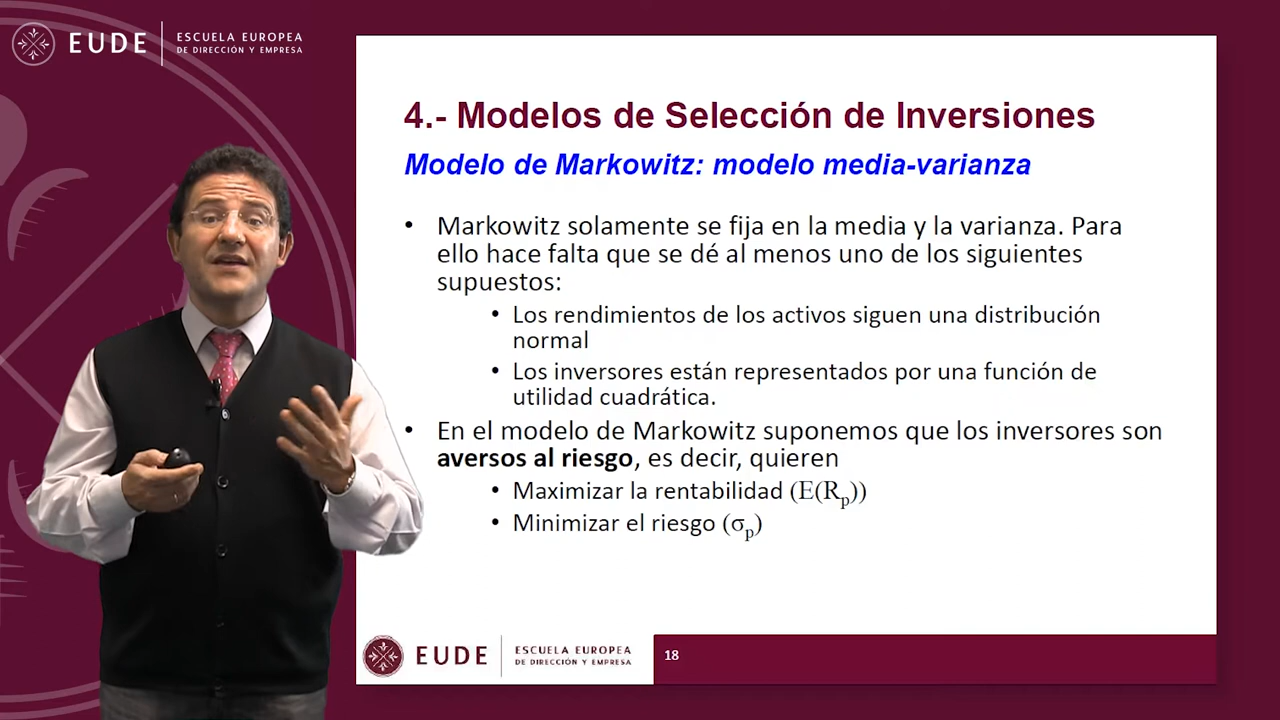 EUDE
ESCUELA EUROPEA
DE DIRECCIÓN Y EMPRESA
4.- Modelos de Selección de Inversiones
Modelo de Markowitz: modelo media-varianza
• Markowitz solamente se fija en la media y la varianza. Para
ello hace falta que se dé al menos uno de los siguientes
supuestos:
• Los rendimientos de los activos siguen una distribución
normal
• Los inversores están representados por una función de
utilidad cuadrática.
• En el modelo de Markowitz suponemos que los inversores son
aversos al riesgo, es decir, quieren
• Maximizar la rentabilidad (E(Rp))
• Minimizar el riesgo (σp)
EUDE
ESCUELA EUROPEA
DE DIRECCIÓN Y EMPRESA
18